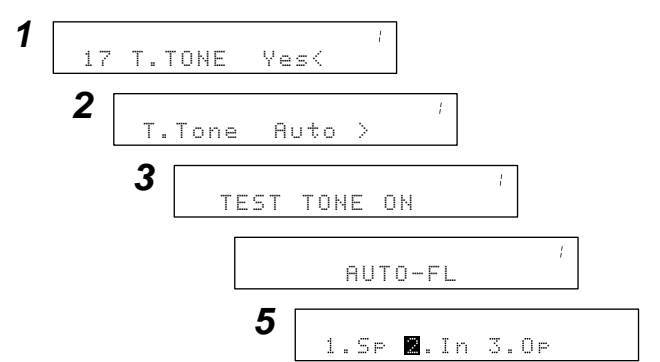 1
17 T.TONE Yes<
2
T.Tone Auto >
3
TEST TONE ON
AUTO-FL
5
1.Sp 2.In 3.Op